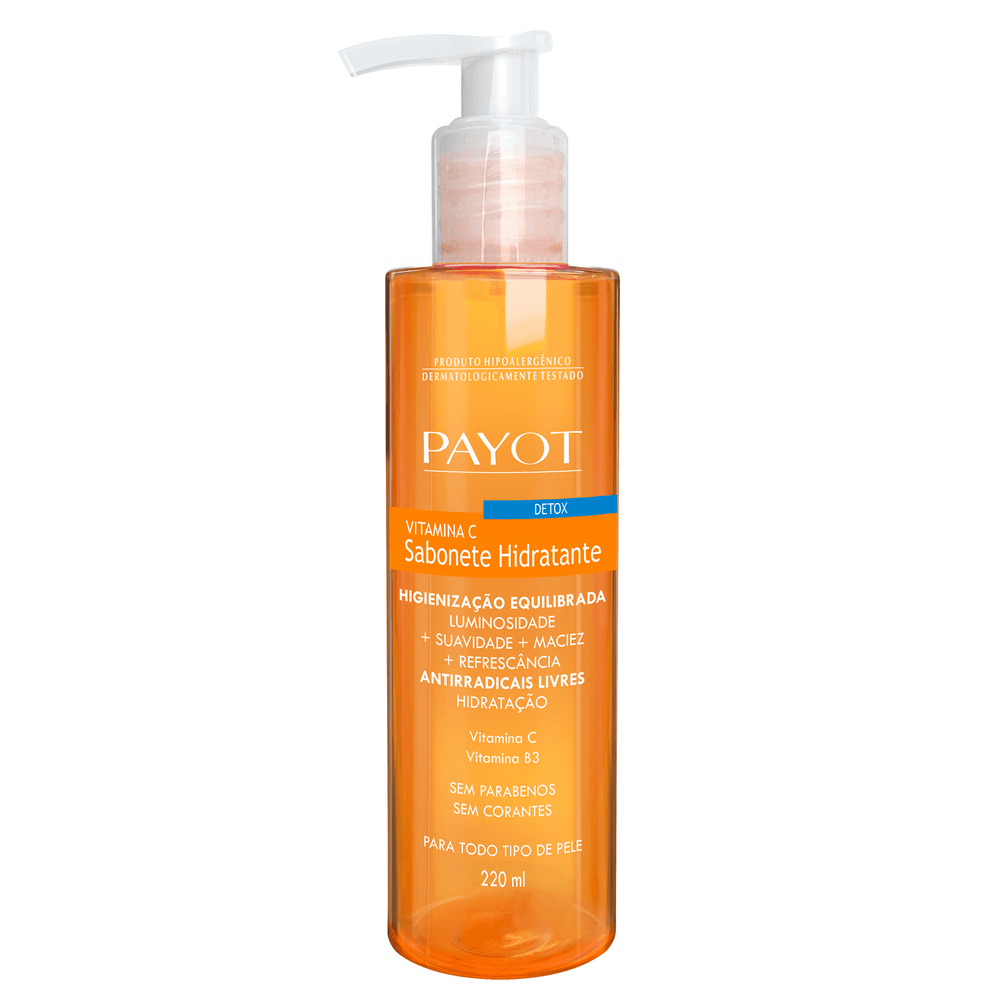 PRODUTO HIPOALERGÊNICO
DERMATOLOGICAMENTE TESTADO
PAYOT
DETOX
VITAMINA C
Sabonete Hidratante
HIGIENIZAÇÃO EQUILIBRADA
LUMINOSIDADE
+ SUAVIDADE + MACIEZ
+ REFRESCÂNCIA
ANTIRRADICAIS LIVRES
HIDRATAÇÃO
Vitamina C
Vitamina B3
SEM PARABENOS
SEM CORANTES
PARA TODO TIPO DE PELE
220 ml